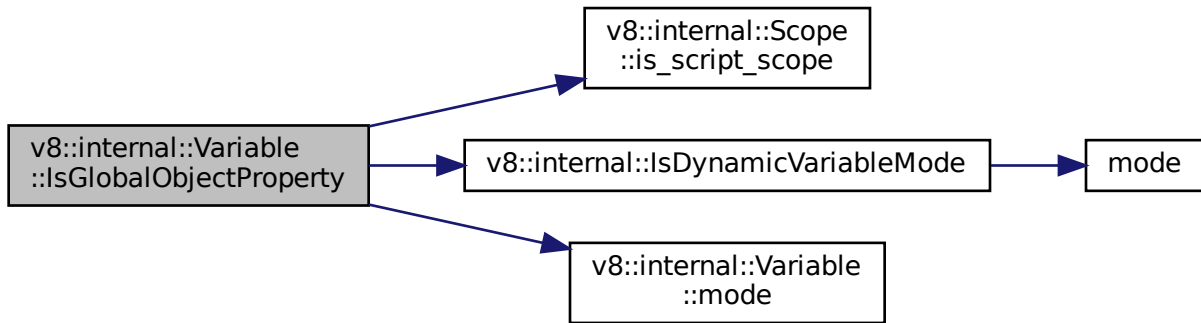 v8::internal::Variable
::IsGlobalObjectProperty
v8::internal::Scope
::is_script_scope
v8::internal::IsDynamicVariableMode
mode
v8::internal::Variable
::mode